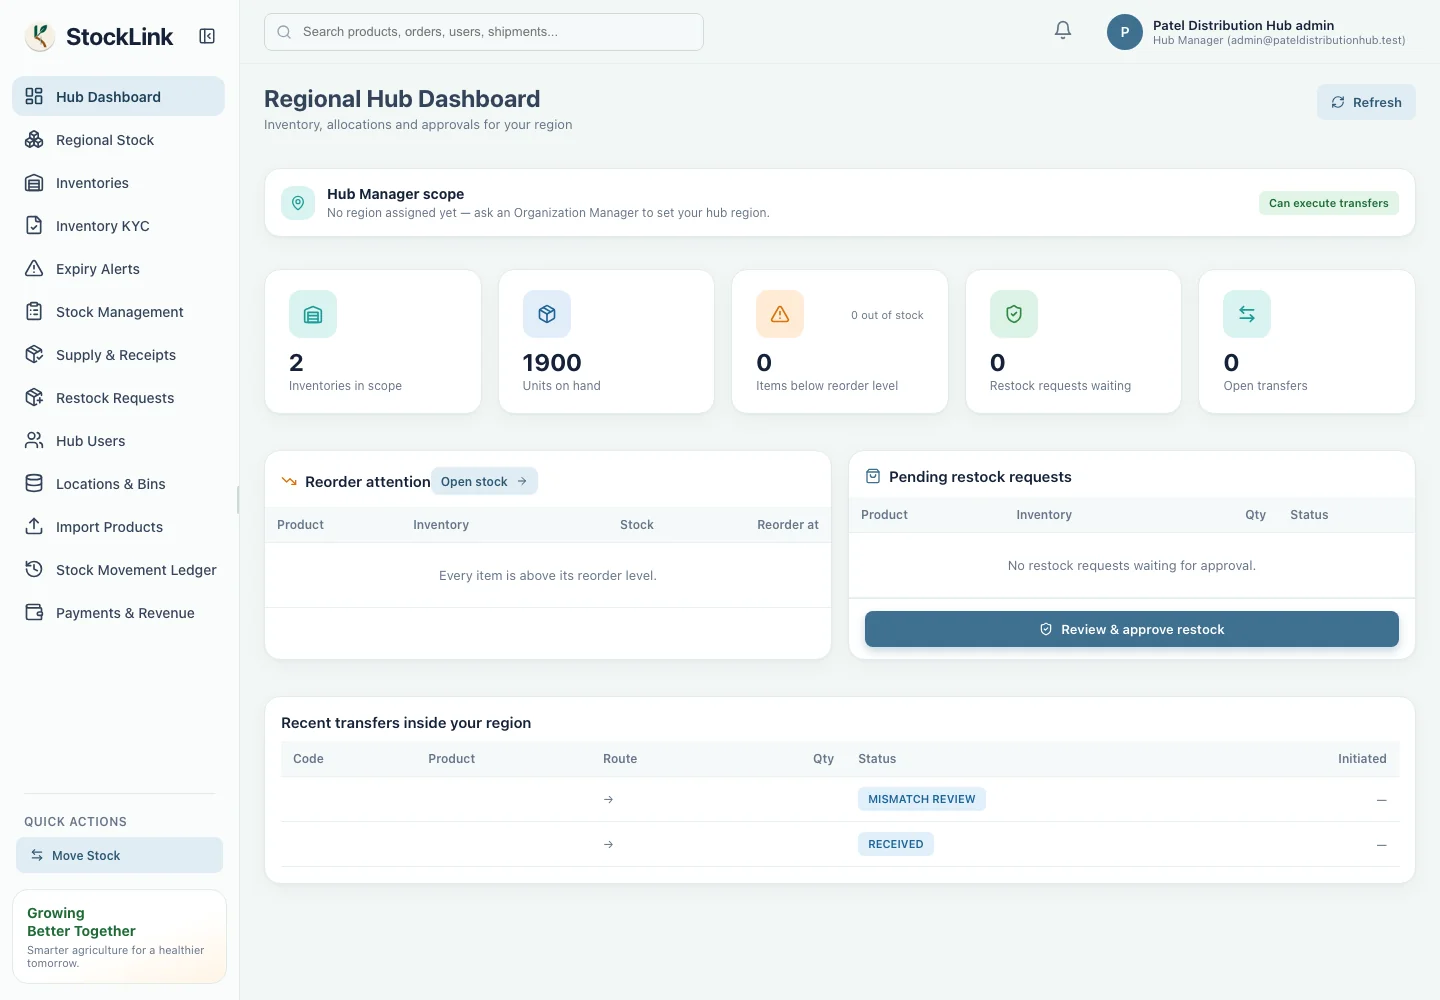 StockLink
Search products, orders, users, shipments...
P
Patel Distribution Hub admin
Hub Manager (admin@pateldistributionhub.test)
Hub Dashboard
Regional Stock
Inventories
Inventory KYC
Expiry Alerts
Stock Management
Supply & Receipts
Restock Requests
Hub Users
Locations & Bins
Import Products
Stock Movement Ledger
Payments & Revenue
QUICK ACTIONS
Move Stock
Growing
Better Together
Smarter agriculture for a healthier
tomorrow.
Regional Hub Dashboard
Inventory, allocations and approvals for your region
Refresh
Hub Manager scope
No region assigned yet — ask an Organization Manager to set your hub region.
Can execute transfers
2
Inventories in scope
1900
Units on hand
0 out of stock
0
Items below reorder level
0
Restock requests waiting
0
Open transfers
Reorder attention
Open stock →
Product Inventory Stock Reorder at
Every item is above its reorder level.
Pending restock requests
Product Inventory Qty Status
No restock requests waiting for approval.
Review & approve restock
Recent transfers inside your region
Code Product Route Qty Status Initiated
→ MISMATCH REVIEW —
→ RECEIVED —